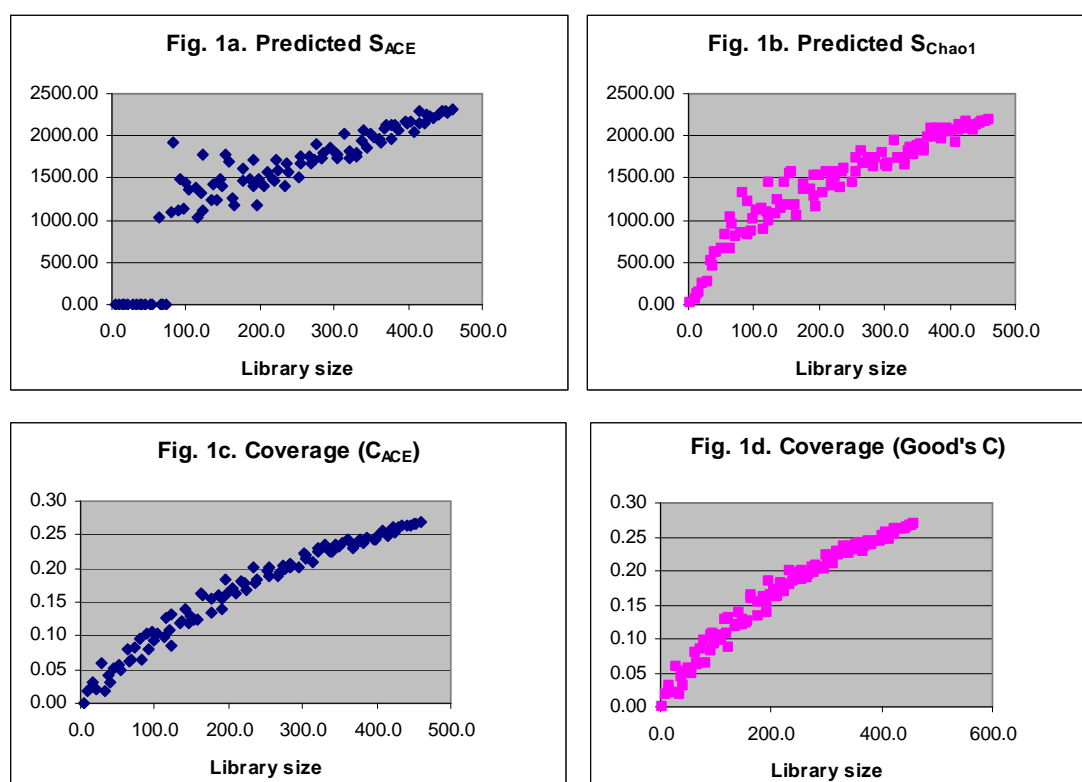 Fig. 1a. Predicted S_ACE
2500.00
2000.00
1500.00
1000.00
500.00
0.00
0.0 100.0 200.0 300.0 400.0 500.0
Library size
Fig. 1b. Predicted S_Chao1
2500.00
2000.00
1500.00
1000.00
500.00
0.00
0.0 100.0 200.0 300.0 400.0 500.0
Library size
Fig. 1c. Coverage (C_ACE)
0.30
0.25
0.20
0.15
0.10
0.05
0.00
0.0 100.0 200.0 300.0 400.0 500.0
Library size
Fig. 1d. Coverage (Good's C)
0.30
0.25
0.20
0.15
0.10
0.05
0.00
0.0 200.0 400.0 600.0
Library size